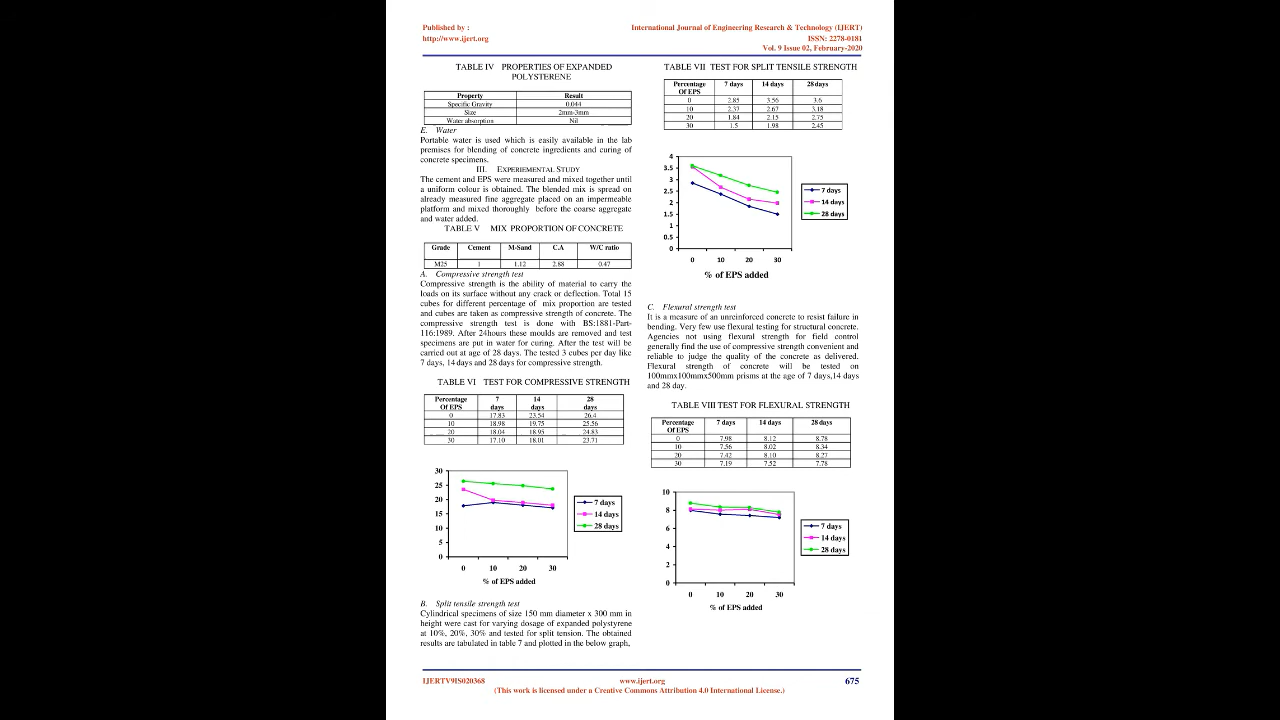 Published by :
http://www.ijert.org
International Journal of Engineering Research & Technology (IJERT)
ISSN: 2278-0181
Vol. 9 Issue 02, February-2020
TABLE IV PROPERTIES OF EXPANDED
POLYSTERENE
Property Result
Specific Gravity 0.044
Size 2mm-3mm
Water absorption Nil
E. Water
Portable water is used which is easily available in the lab
premises for blending of concrete ingredients and curing of
concrete specimens.
III. EXPERIEMENTAL STUDY
The cement and EPS were measured and mixed together until
a uniform colour is obtained. The blended mix is spread on
already measured fine aggregate placed on an impermeable
platform and mixed thoroughly before the coarse aggregate
and water added.
TABLE V MIX PROPORTION OF CONCRETE
Grade Cement M-Sand C.A W/C ratio
M25 1 1.12 2.88 0.47
A. Compressive strength test
Compressive strength is the ability of material to carry the
loads on its surface without any crack or deflection. Total 15
cubes for different percentage of mix proportion are tested
and cubes are taken as compressive strength of concrete. The
compressive strength test is done with BS:1881-Part-
116:1989. After 24hours these moulds are removed and test
specimens are put in water for curing. After the test will be
carried out at age of 28 days. The tested 3 cubes per day like
7 days, 14 days and 28 days for compressive strength.
TABLE VI TEST FOR COMPRESSIVE STRENGTH
Percentage 7 14 28
Of EPS days days days
0 17.83 23.54 26.4
10 18.98 19.75 25.56
20 18.04 18.95 24.83
30 17.10 18.01 23.71
30
25
20
15
10
5
0
0 10 20 30
% of EPS added
7 days
14 days
28 days
B. Split tensile strength test
Cylindrical specimens of size 150 mm diameter x 300 mm in
height were cast for varying dosage of expanded polystyrene
at 10%, 20%, 30% and tested for split tension. The obtained
results are tabulated in table 7 and plotted in the below graph,
TABLE VII TEST FOR SPLIT TENSILE STRENGTH
Percentage 7 days 14 days 28 days
Of EPS
0 2.85 3.56 3.6
10 2.37 2.67 3.18
20 1.84 2.15 2.75
30 1.5 1.98 2.45
4
3.5
3
2.5
2
1.5
1
0.5
0
0 10 20 30
% of EPS added
7 days
14 days
28 days
C. Flexural strength test
It is a measure of an unreinforced concrete to resist failure in
bending. Very few use flexural testing for structural concrete.
Agencies not using flexural strength for field control
generally find the use of compressive strength convenient and
reliable to judge the quality of the concrete as delivered.
Flexural strength of concrete will be tested on
100mmx100mmx500mm prisms at the age of 7 days,14 days
and 28 day.
TABLE VIII TEST FOR FLEXURAL STRENGTH
Percentage 7 days 14 days 28 days
Of EPS
0 7.98 8.12 8.78
10 7.56 8.02 8.34
20 7.42 8.10 8.27
30 7.19 7.52 7.78
10
8
6
4
2
0
0 10 20 30
% of EPS added
7 days
14 days
28 days
IJERTV9IS020368
www.ijert.org
675
(This work is licensed under a Creative Commons Attribution 4.0 International License.)